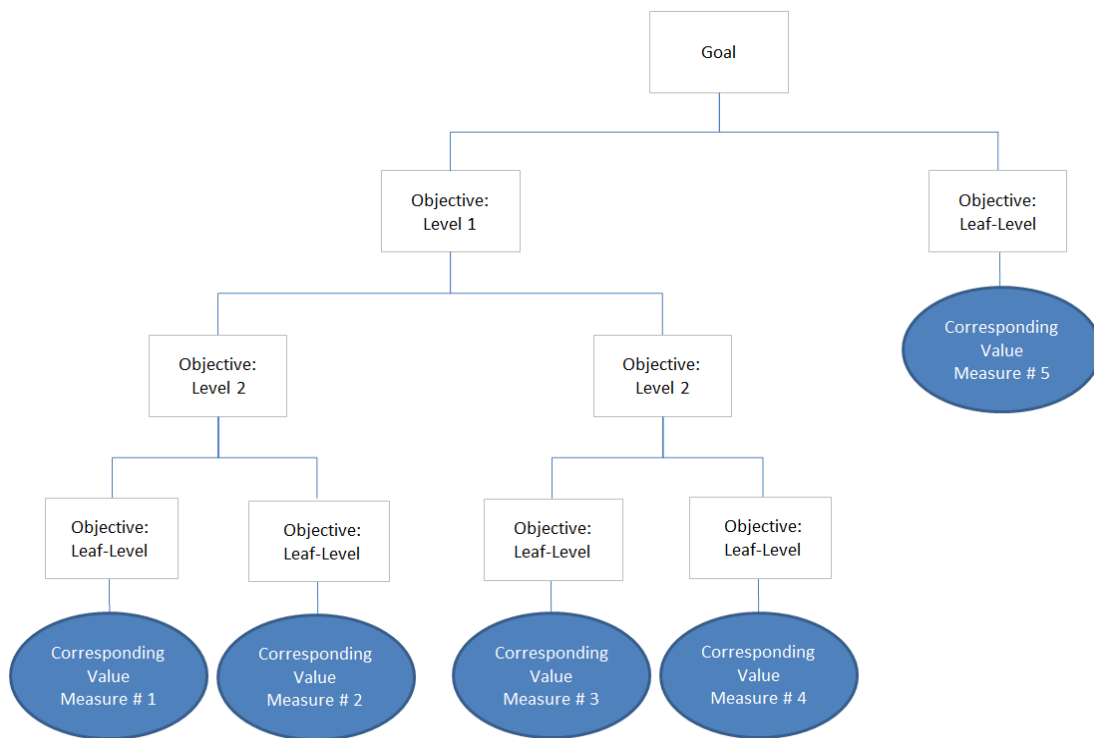 Goal
Objective:
Level 1
Objective:
Leaf-Level
Corresponding
Value
Measure # 5
Objective:
Level 2
Objective:
Level 2
Objective:
Leaf-Level
Objective:
Leaf-Level
Objective:
Leaf-Level
Objective:
Leaf-Level
Corresponding
Value
Measure # 1
Corresponding
Value
Measure # 2
Corresponding
Value
Measure # 3
Corresponding
Value
Measure # 4